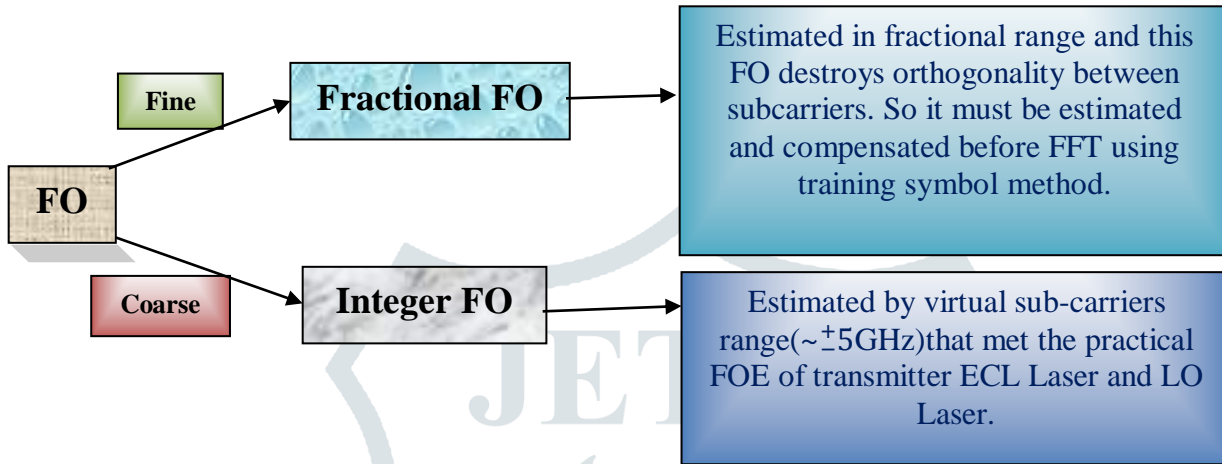 FO
Fine
Fractional FO
Estimated in fractional range and this
FO destroys orthogonality between
subcarriers. So it must be estimated
and compensated before FFT using
training symbol method.
Coarse
Integer FO
Estimated by virtual sub-carriers
range(~±5GHz)that met the practical
FOE of transmitter ECL Laser and LO
Laser.
JET